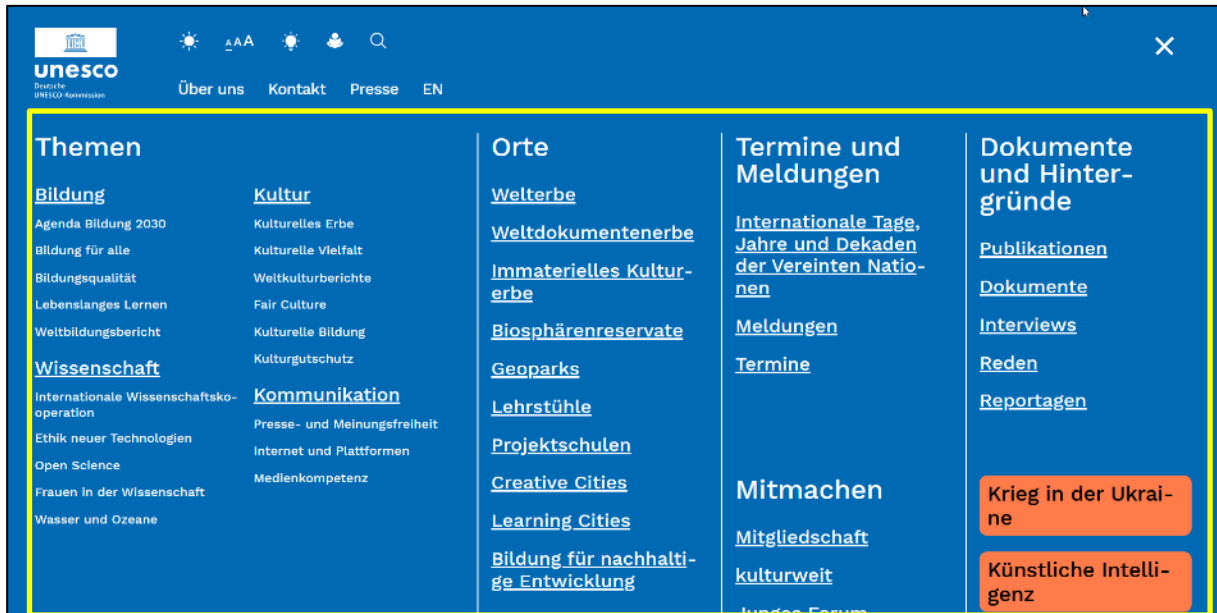 AAA
unesco
Deutsche
UNESCO-Kommission
Über uns Kontakt Presse EN
Themen
Bildung
Agenda Bildung 2030
Bildung für alle
Bildungsqualität
Lebenslanges Lernen
Weltbildungsbericht
Wissenschaft
Internationale Wissenschaftsko-
operation
Ethik neuer Technologien
Open Science
Frauen in der Wissenschaft
Wasser und Ozeane
Kultur
Kulturelles Erbe
Kulturelle Vielfalt
Weltkulturberichte
Fair Culture
Kulturelle Bildung
Kulturgutschutz
Kommunikation
Presse- und Meinungsfreiheit
Internet und Plattformen
Medienkompetenz
Orte
Welterbe
Weltdokumentenerbe
Immaterielles Kultur-
erbe
Biosphärenreservate
Geoparks
Lehrstühle
Projektschulen
Creative Cities
Learning Cities
Bildung für nachhalti-
ge Entwicklung
Termine und
Meldungen
Internationale Tage,
Jahre und Dekaden
der Vereinten Natio-
nen
Meldungen
Termine
Mitmachen
Mitgliedschaft
kulturweit
Junges Forum
Dokumente
und Hinter-
gründe
Publikationen
Dokumente
Interviews
Reden
Reportagen
Krieg in der Ukrai-
ne
Künstliche Intelli-
genz